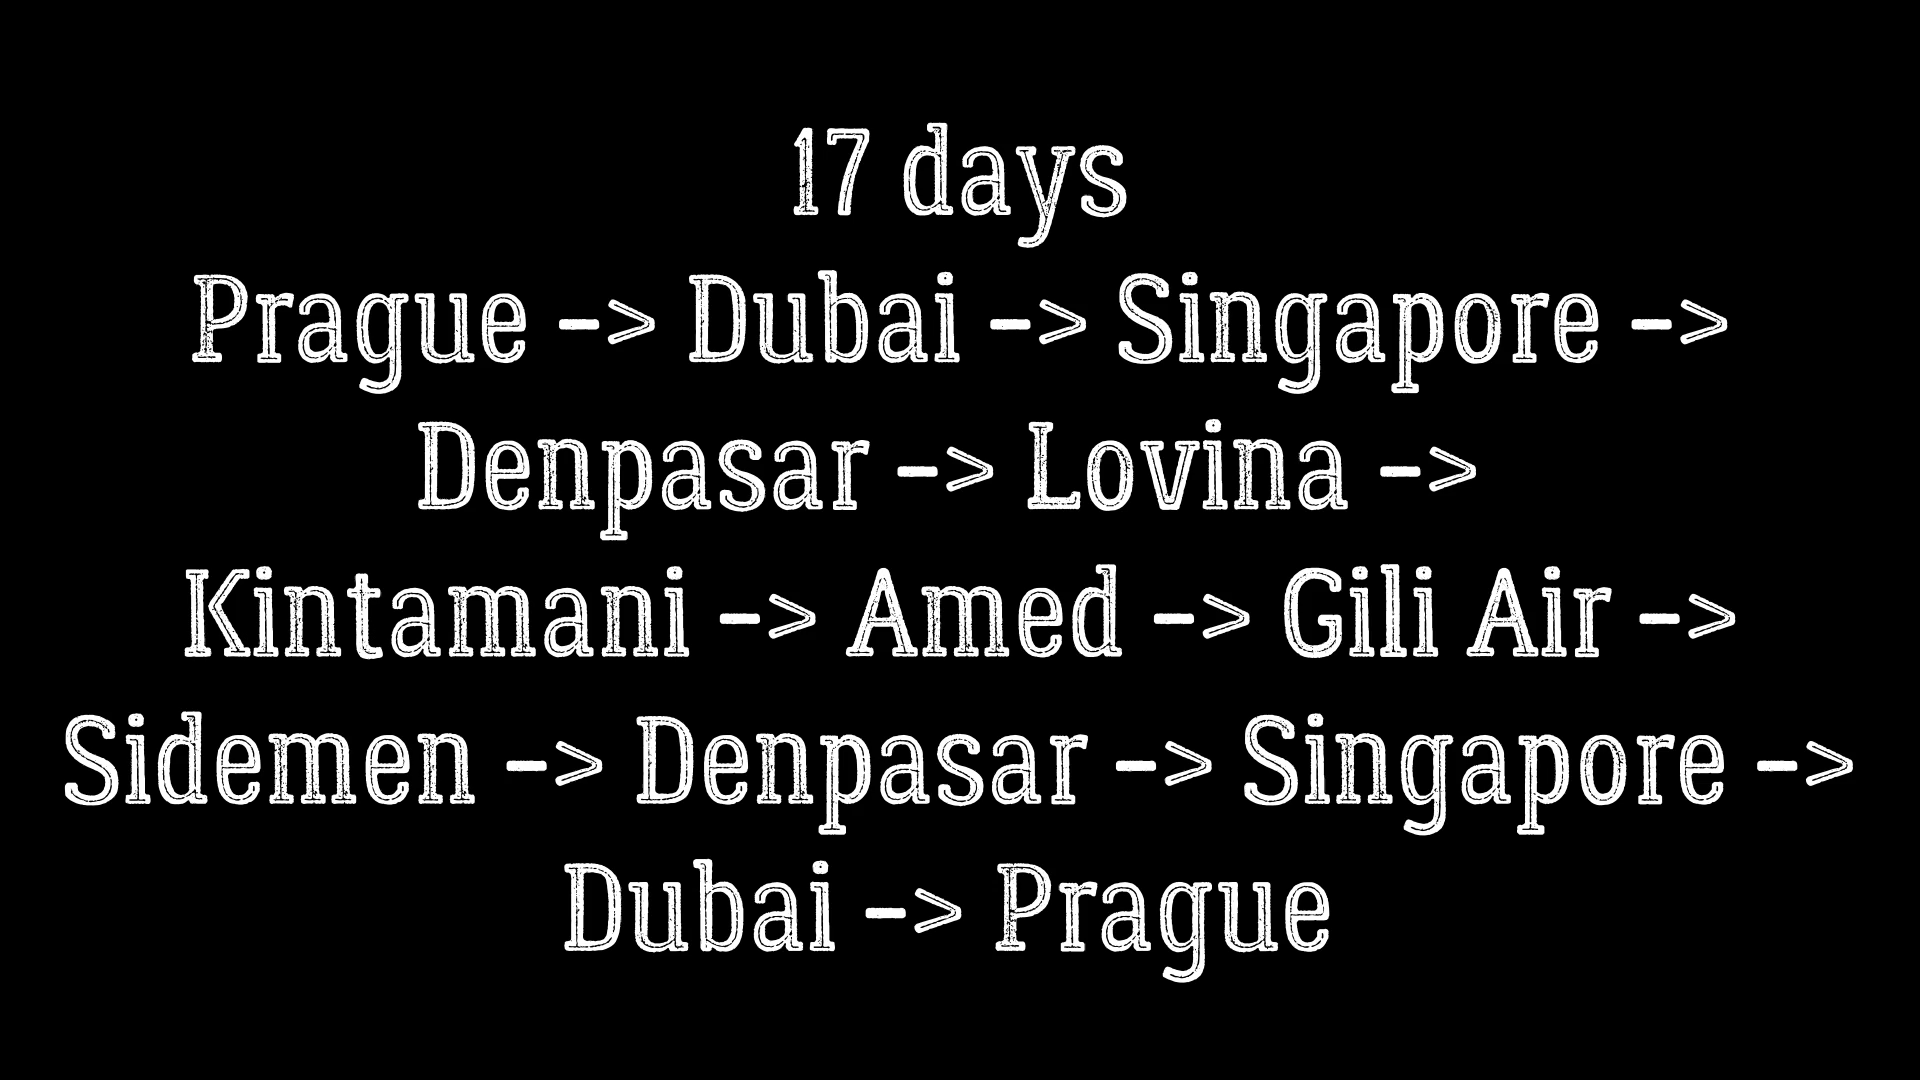 17 days
Prague -> Dubai -> Singapore ->
Denpasar -> Lovina ->
Kintamani -> Amed -> Gili Air ->
Sidemen -> Denpasar -> Singapore ->
Dubai -> Prague